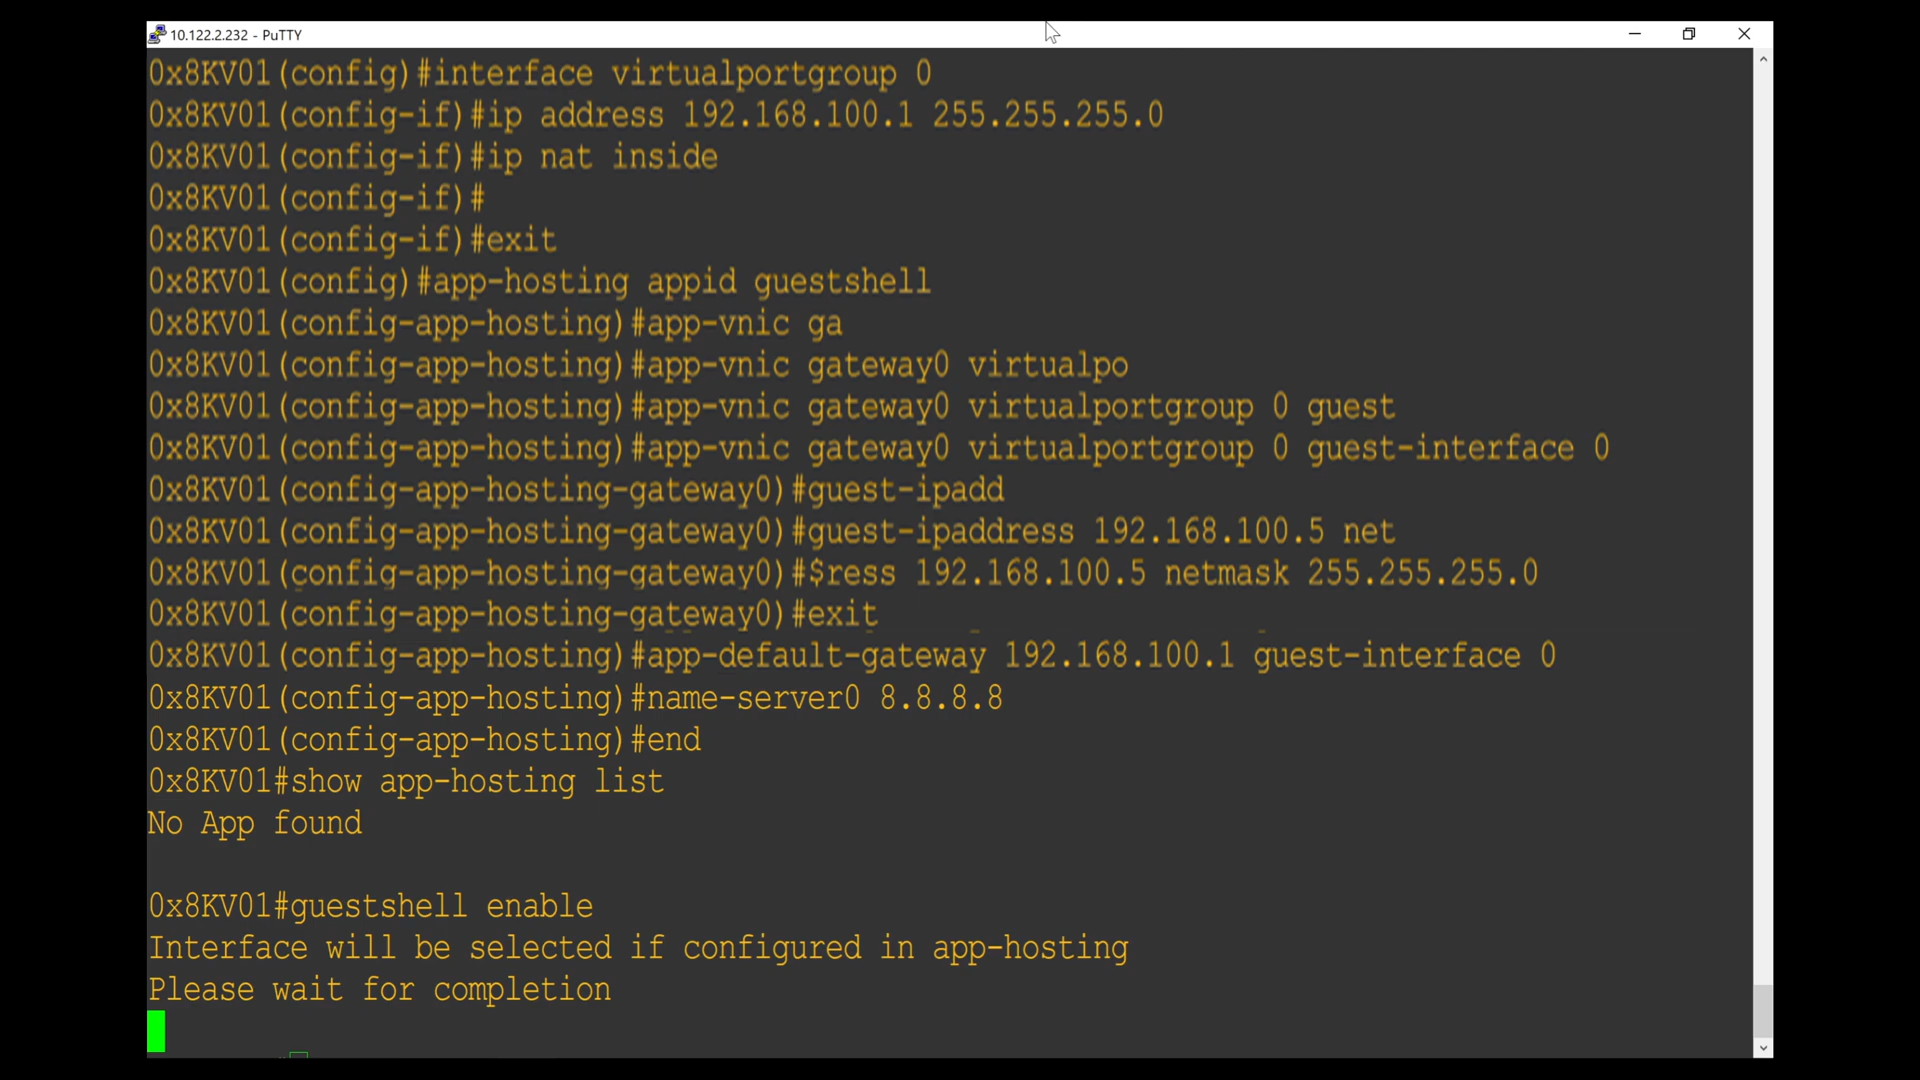 10.122.2.232 - PuTTY
0x8KV01(config)#interface virtualportgroup 0
0x8KV01(config-if)#ip address 192.168.100.1 255.255.255.0
0x8KV01(config-if)#ip nat inside
0x8KV01(config-if)#
0x8KV01(config-if)#exit
0x8KV01(config)#app-hosting appid guestshell
0x8KV01(config-app-hosting)#app-vnic ga
0x8KV01(config-app-hosting)#app-vnic gateway0 virtualpo
0x8KV01(config-app-hosting)#app-vnic gateway0 virtualportgroup 0 guest
0x8KV01(config-app-hosting)#app-vnic gateway0 virtualportgroup 0 guest-interface 0
0x8KV01(config-app-hosting-gateway0)#guest-ipadd
0x8KV01(config-app-hosting-gateway0)#guest-ipaddress 192.168.100.5 net
0x8KV01(config-app-hosting-gateway0)#$ress 192.168.100.5 netmask 255.255.255.0
0x8KV01(config-app-hosting-gateway0)#exit
0x8KV01(config-app-hosting)#app-default-gateway 192.168.100.1 guest-interface 0
0x8KV01(config-app-hosting)#name-server0 8.8.8.8
0x8KV01(config-app-hosting)#end
0x8KV01#show app-hosting list
No App found
0x8KV01#guestshell enable
Interface will be selected if configured in app-hosting
Please wait for completion